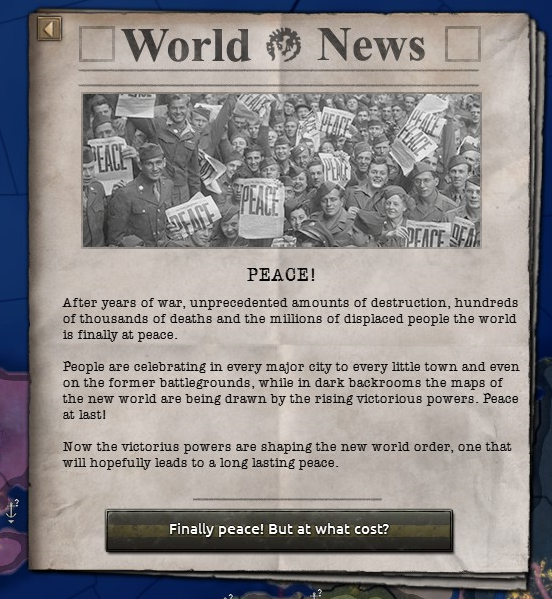 World News
PEACE
PEACE
PEACE
PEACE
PEACE
PEACE
PEACE
PEACE!
After years of war, unprecedented amounts of destruction, hundreds
of thousands of deaths and the millions of displaced people the world
is finally at peace.
People are celebrating in every major city to every little town and even
on the former battlegrounds, while in dark backrooms the maps of
the new world are being drawn by the rising victorious powers. Peace
at last!
Now the victorius powers are shaping the new world order, one that
will hopefully leads to a long lasting peace.
Finally peace! But at what cost?